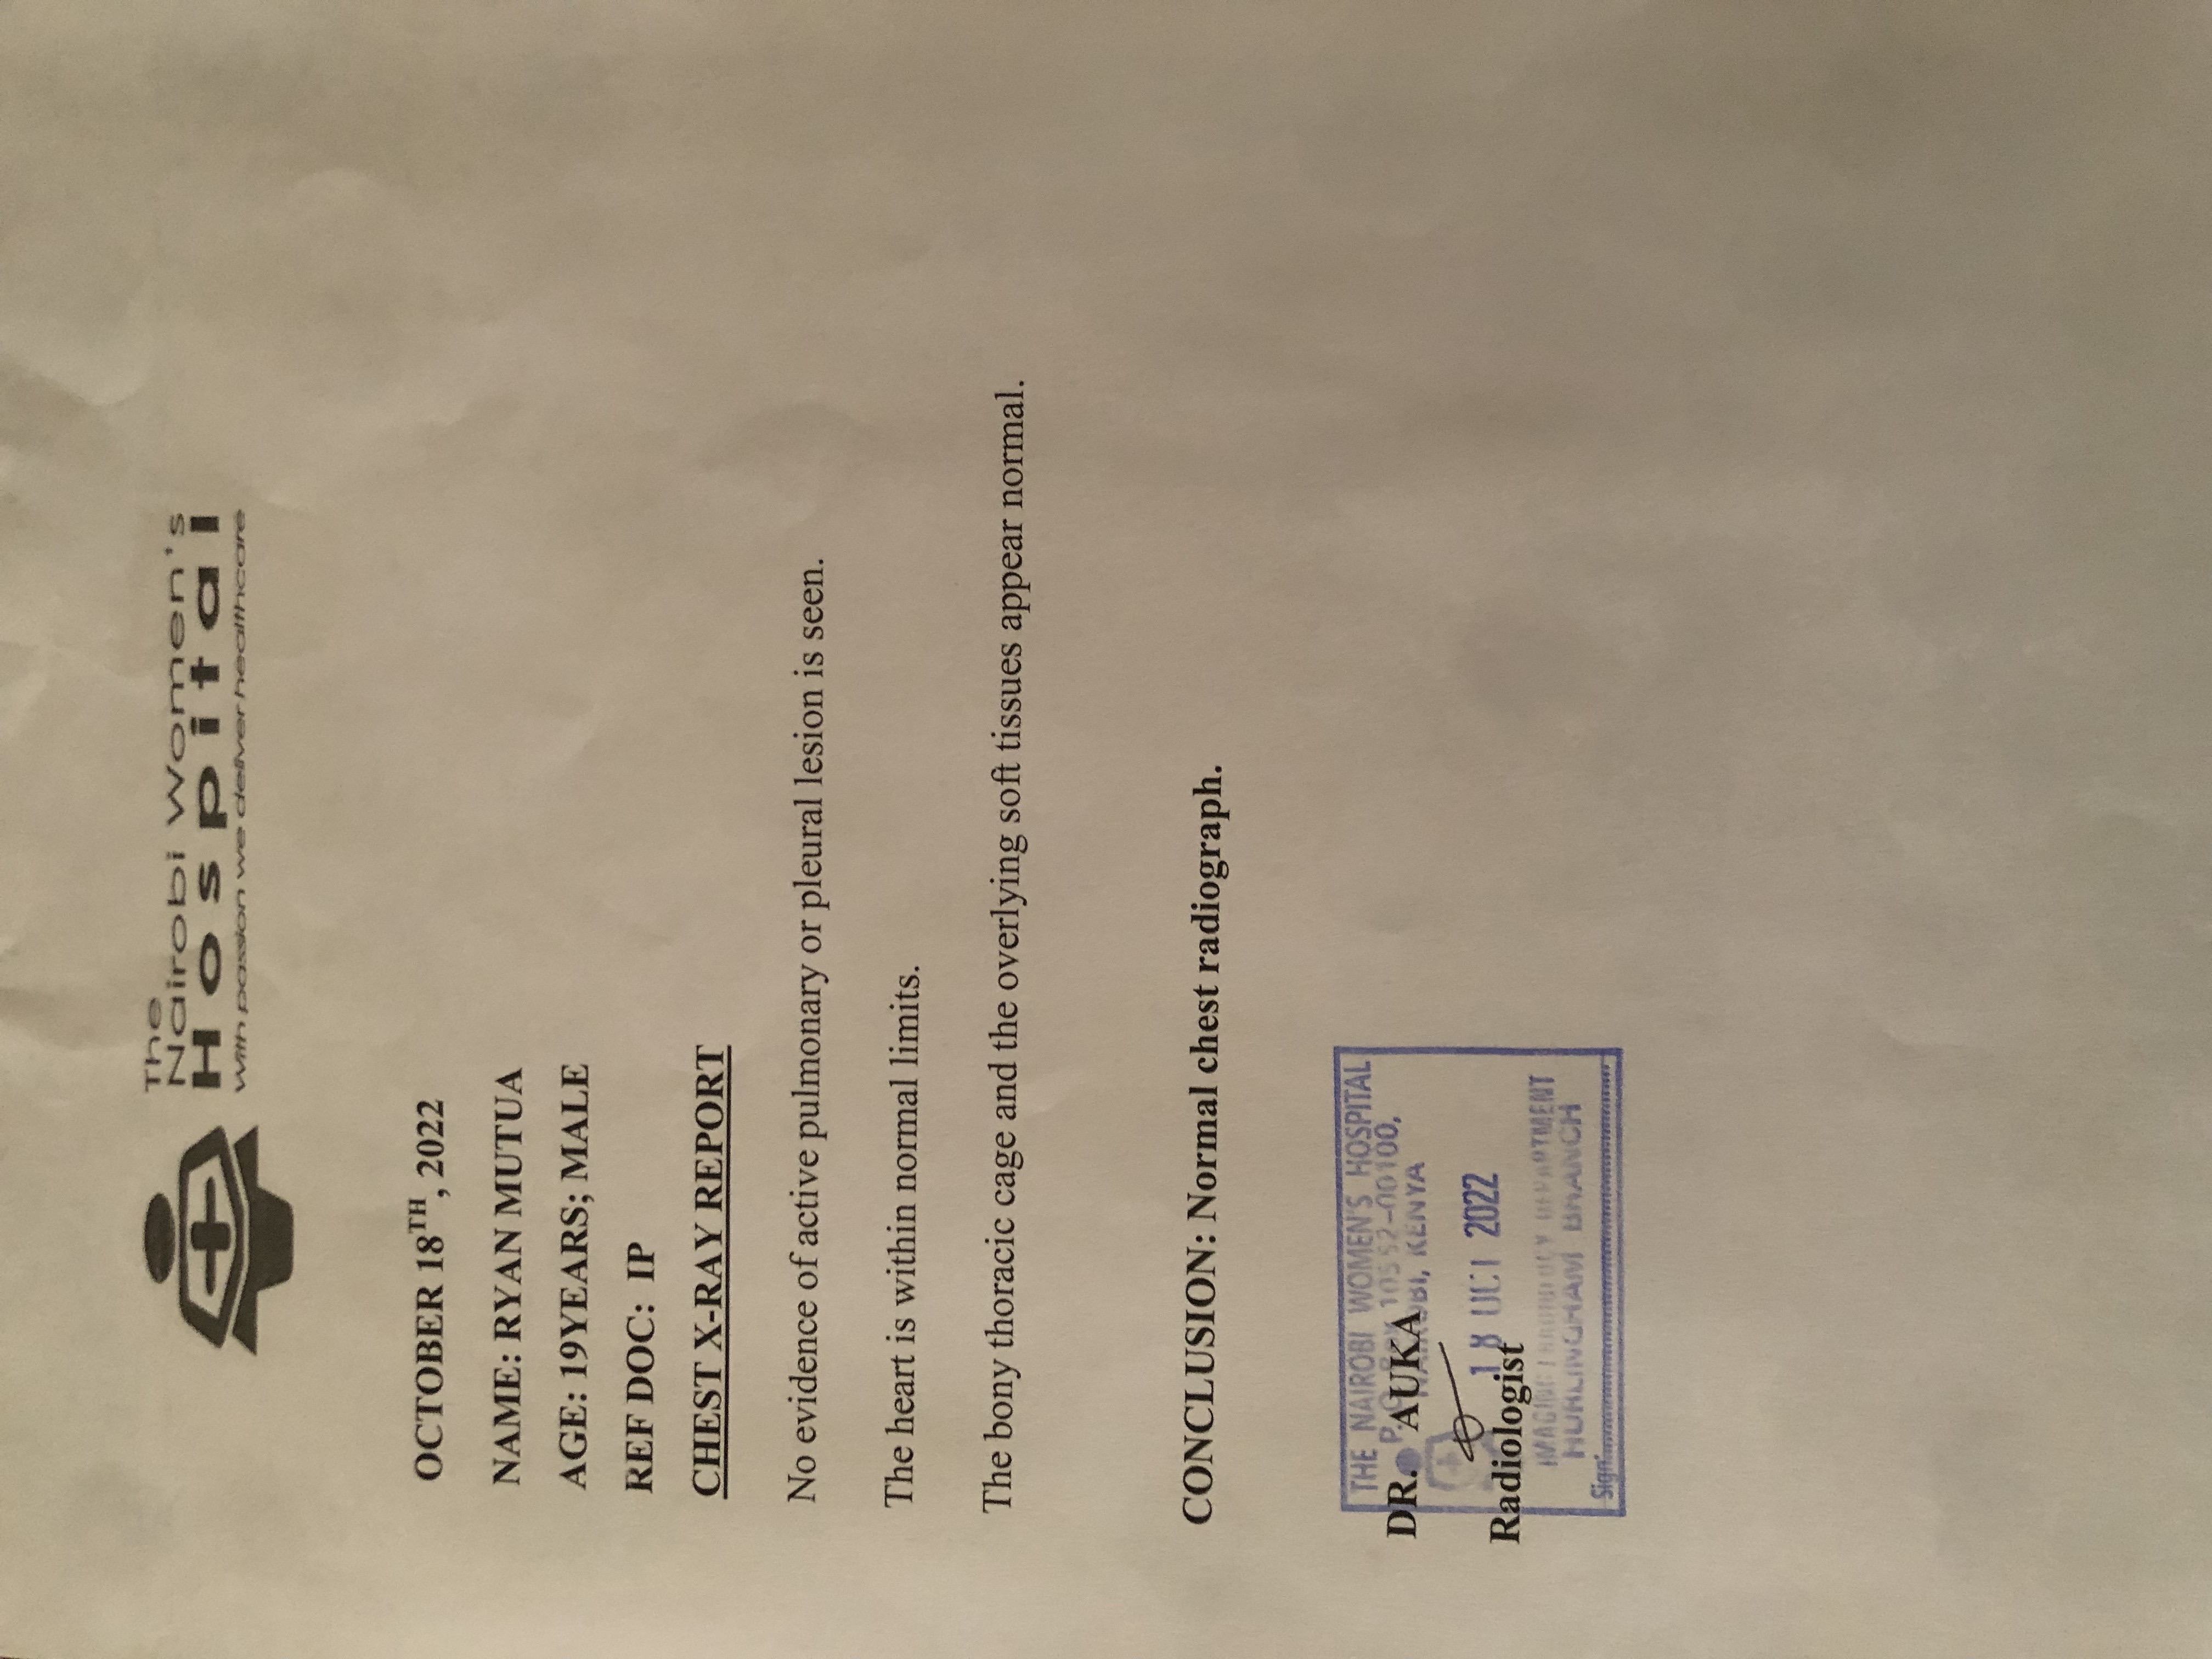 The
Nairobi Women's
Hospital
With passion we deliver healthcare
OCTOBER 18TH, 2022
NAME: RYAN MUTUA
AGE: 19YEARS; MALE
REF DOC: IP
CHEST X-RAY REPORT
No evidence of active pulmonary or pleural lesion is seen.
The heart is within normal limits.
The bony thoracic cage and the overlying soft tissues appear normal.
CONCLUSION: Normal chest radiograph.
THE NAIROBI WOMEN'S HOSPITAL
P.O. Box 10552-00100,
DR. AUKA
NAIROBI, KENYA
18 OCT 2022
Radiologist
IMAGING DEPARTMENT
HURLINGHAM BRANCH
Sign: